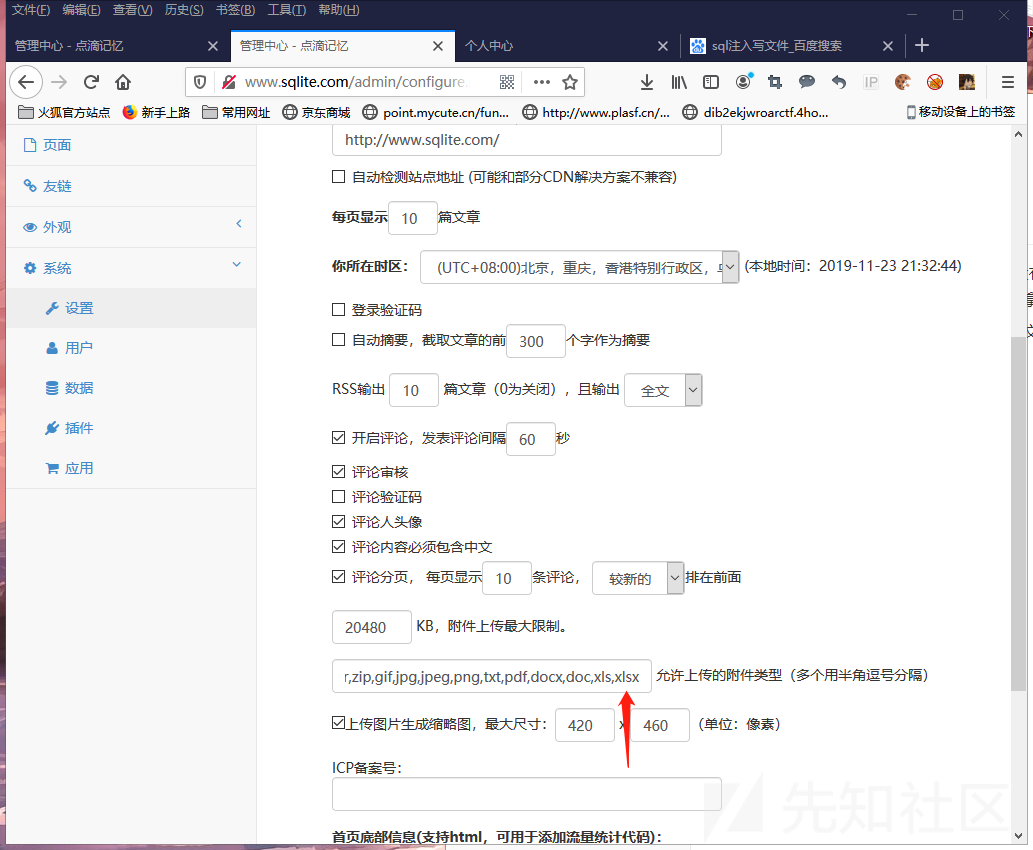 文件(F) 编辑(E) 查看(V) 历史(S) 书签(B) 工具(T) 帮助(H)
管理中心 - 点滴记忆 管理中心 - 点滴记忆 个人中心 sql注入写文件_百度搜索
www.sqlite.com/admin/configure. IP
火狐官方站点 新手上路 常用网址 京东商城 point.mycute.cn/fun... http://www.plasf.cn/... dib2ekjwroarctf.4ho... 移动设备上的书签
页面
友链
外观
系统
设置
用户
数据
插件
应用
http://www.sqlite.com/
自动检测站点地址 (可能和部分CDN解决方案不兼容)
每页显示 10 篇文章
你所在时区： (UTC+08:00)北京，重庆，香港特别行政区， (本地时间：2019-11-23 21:32:44)
登录验证码
自动摘要，截取文章的前 300 个字作为摘要
RSS输出 10 篇文章（0为关闭），且输出 全文
开启评论，发表评论间隔 60 秒
评论审核
评论验证码
评论人头像
评论内容必须包含中文
评论分页， 每页显示 10 条评论， 较新的 排在前面
20480 KB，附件上传最大限制。
r,zip,gif,jpg,jpeg,png,txt,pdf,docx,doc,xls,xlsx 允许上传的附件类型（多个用半角逗号分隔）
上传图片生成缩略图，最大尺寸： 420 x 460 （单位：像素）
ICP备案号：
首页底部信息(支持html，可用于添加流量统计代码)：
先知社区